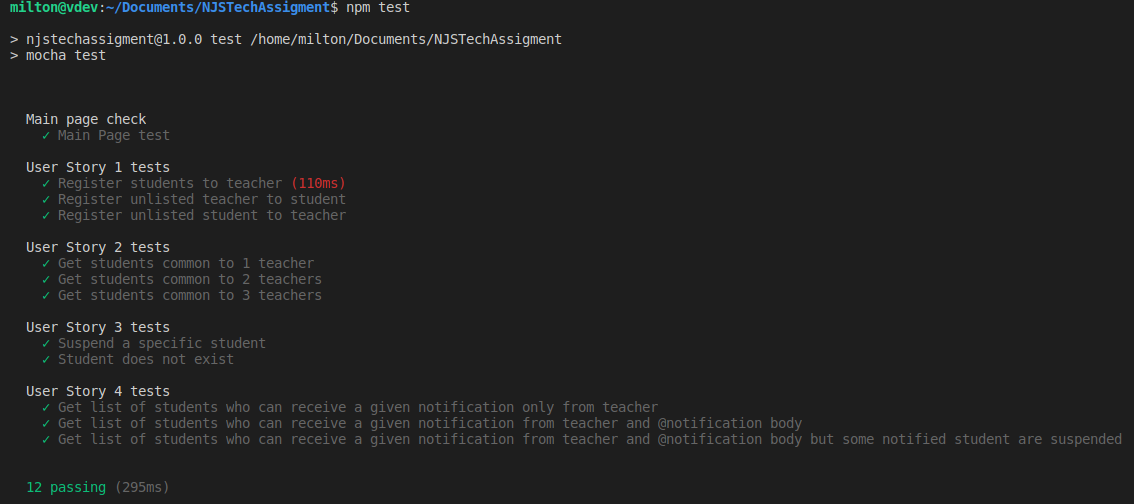 milton@vdev:~/Documents/NJSTechAssigment$ npm test
> njstechassigment@1.0.0 test /home/milton/Documents/NJSTechAssigment
> mocha test
Main page check
✓ Main Page test
User Story 1 tests
✓ Register students to teacher (110ms)
✓ Register unlisted teacher to student
✓ Register unlisted student to teacher
User Story 2 tests
✓ Get students common to 1 teacher
✓ Get students common to 2 teachers
✓ Get students common to 3 teachers
User Story 3 tests
✓ Suspend a specific student
✓ Student does not exist
User Story 4 tests
✓ Get list of students who can receive a given notification only from teacher
✓ Get list of students who can receive a given notification from teacher and @notification body
✓ Get list of students who can receive a given notification from teacher and @notification body but some notified student are suspended
12 passing (295ms)